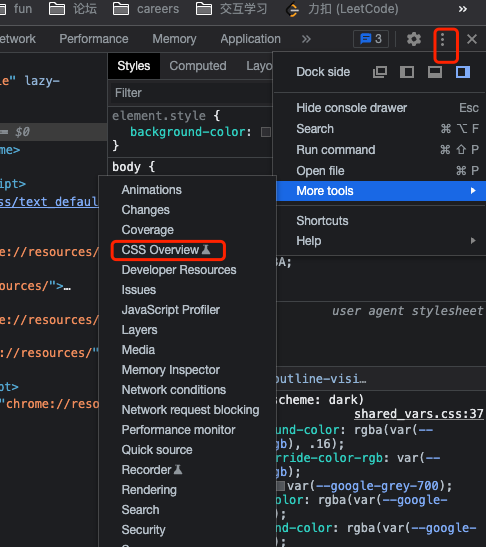 fun 论坛 careers 交互学习 力扣 (LeetCode) »
etwork Performance Memory Application » 3
le" lazy-
Styles Computed Layo
Dock side
Filter
element.style {
background-color:
}
== $0
me>
body {
Hide console drawer Esc
Search ⌘ ⌥ F
Run command ⌘ ⇧ P
Open file ⌘ P
More tools
Shortcuts
Help
ipt>
ss/text_defau
Animations
Changes
Coverage
CSS Overview
Developer Resources
Issues
JavaScript Profiler
Layers
Media
Memory Inspector
Network conditions
Network request blocking
Performance monitor
Quick source
Recorder
Rendering
Search
Security
e://resources/
ources/">…
e://resource
e://resources/"
pt>
"chrome://reso
BA;
user agent stylesheet
outline-visi…
scheme: dark)
shared_vars.css:37
und-color: rgba(var(--
gb), .16);
rride-color-rgb: var(--
gb);
var(--google-grey-700);
olor: rgba(var(--google-
);
nd-color: rgba(var(--google-
);